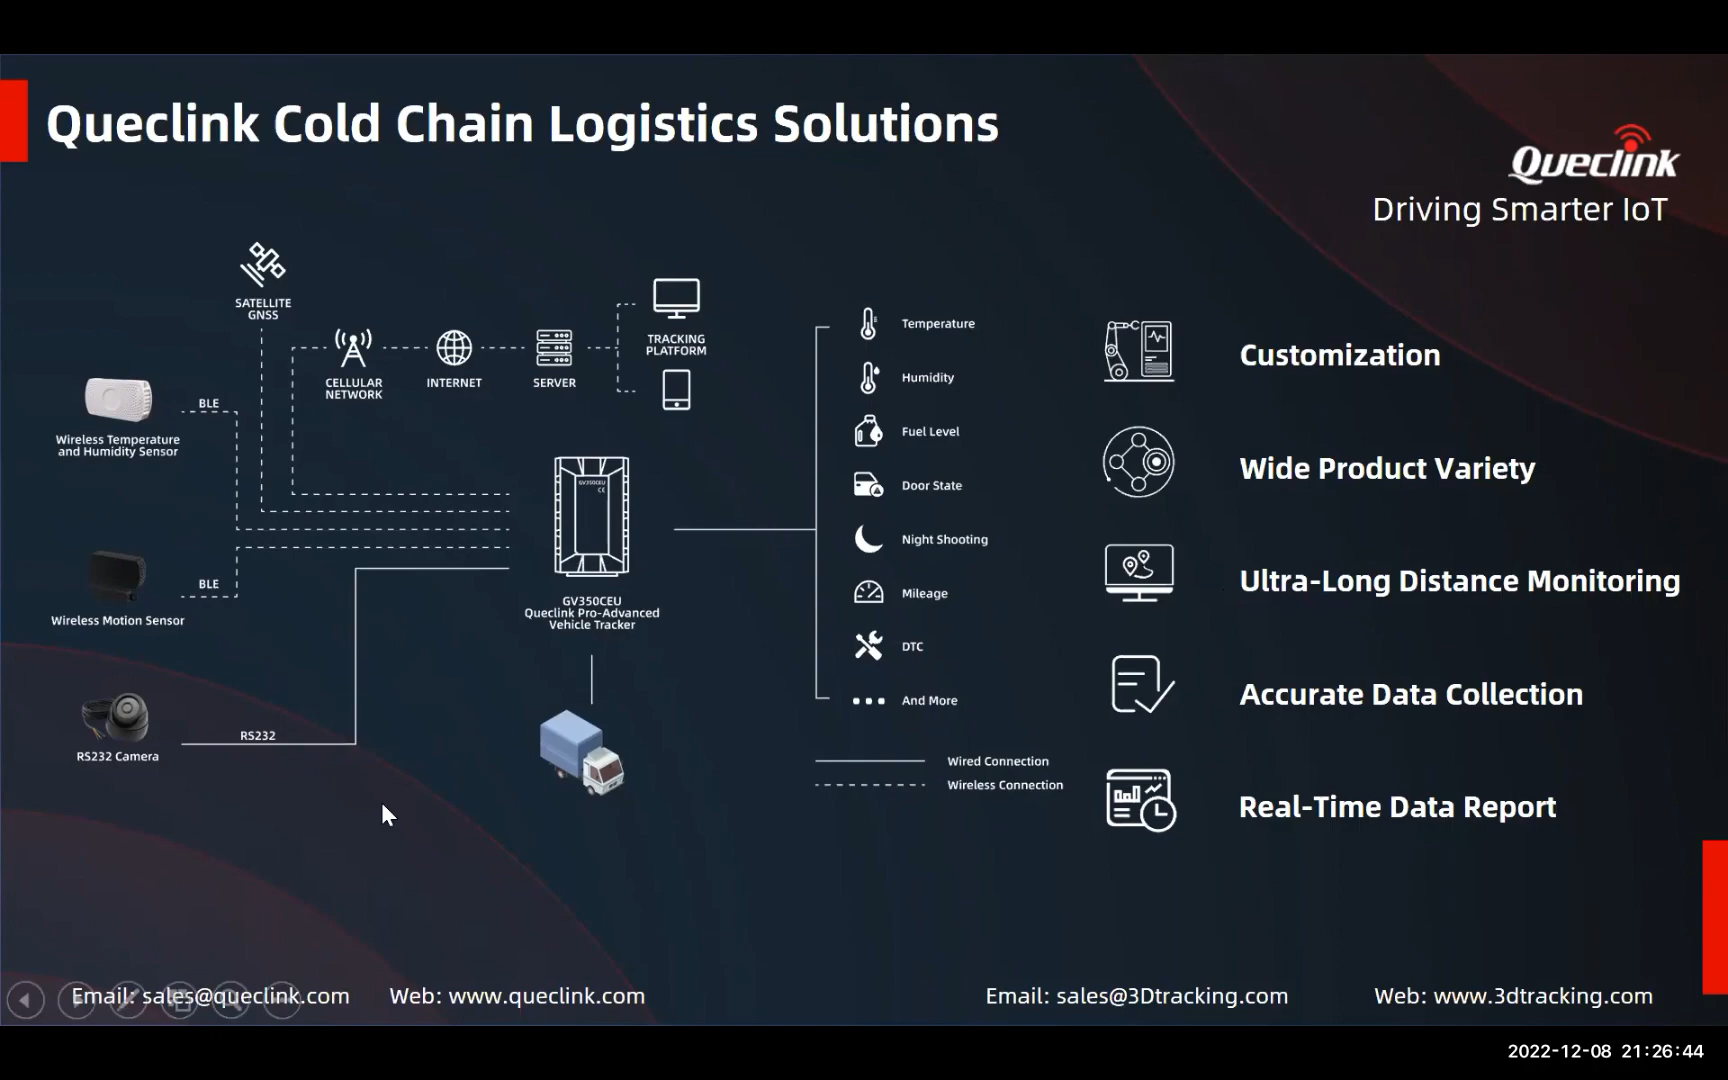 Queclink Cold Chain Logistics Solutions
Queclink
Driving Smarter IoT
SATELLITE
GNSS
CELLULAR
NETWORK
INTERNET
SERVER
TRACKING
PLATFORM
BLE
Wireless Temperature
and Humidity Sensor
BLE
Wireless Motion Sensor
RS232
RS232 Camera
GV350CEU
CE
GV350CEU
Queclink Pro-Advanced
Vehicle Tracker
Temperature
Humidity
Fuel Level
Door State
Night Shooting
Mileage
DTC
And More
Wired Connection
Wireless Connection
Customization
Wide Product Variety
Ultra-Long Distance Monitoring
Accurate Data Collection
Real-Time Data Report
Email: sales@queclink.com
Web: www.queclink.com
Email: sales@3Dtracking.com
Web: www.3dtracking.com
2022-12-08 21:26:44